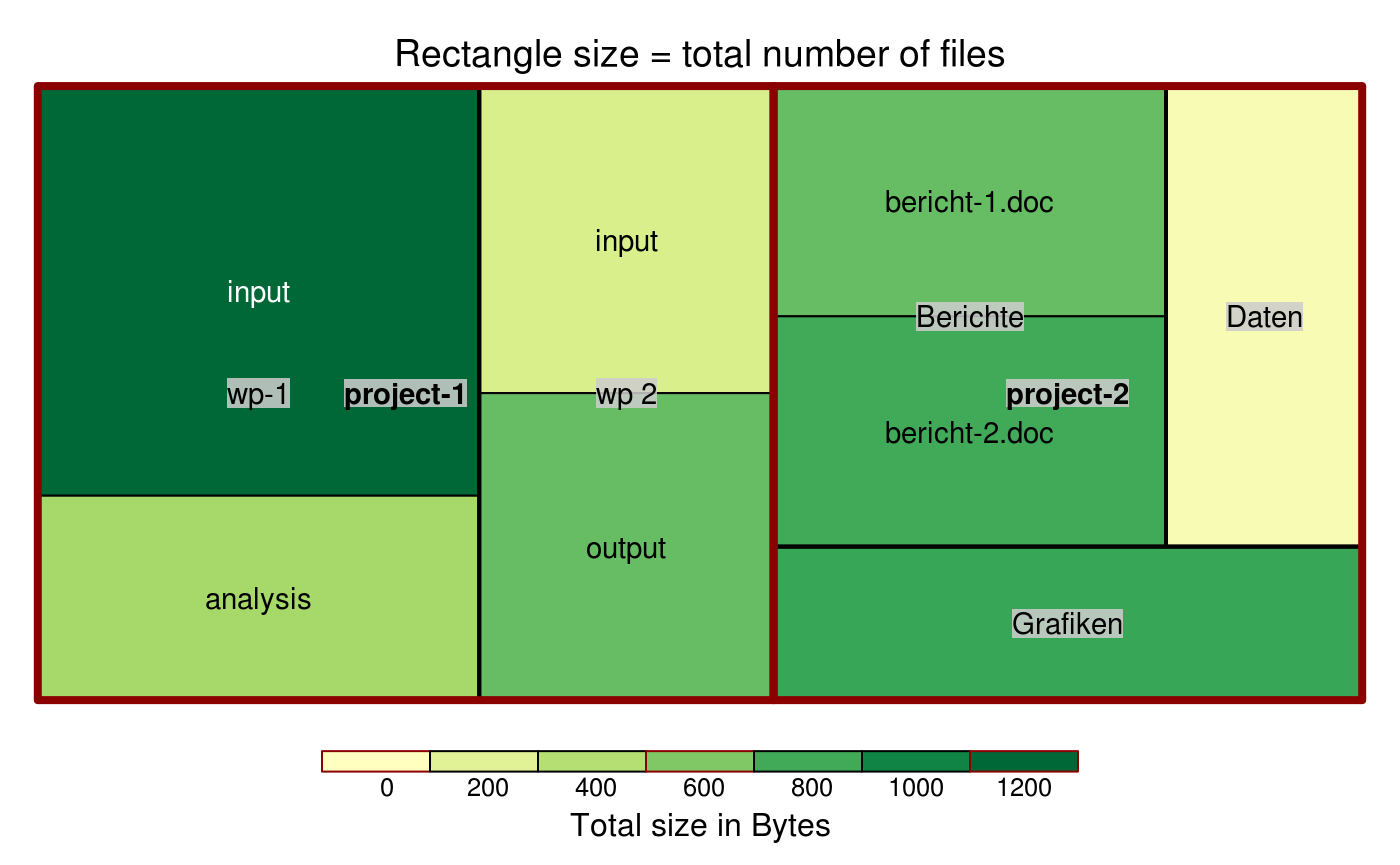 Rectangle size = total number of files
input
wp-1
project-1
analysis
input
wp 2
output
bericht-1.doc
Berichte
project-2
bericht-2.doc
Daten
Grafiken
0 200 400 600 800 1000 1200
Total size in Bytes